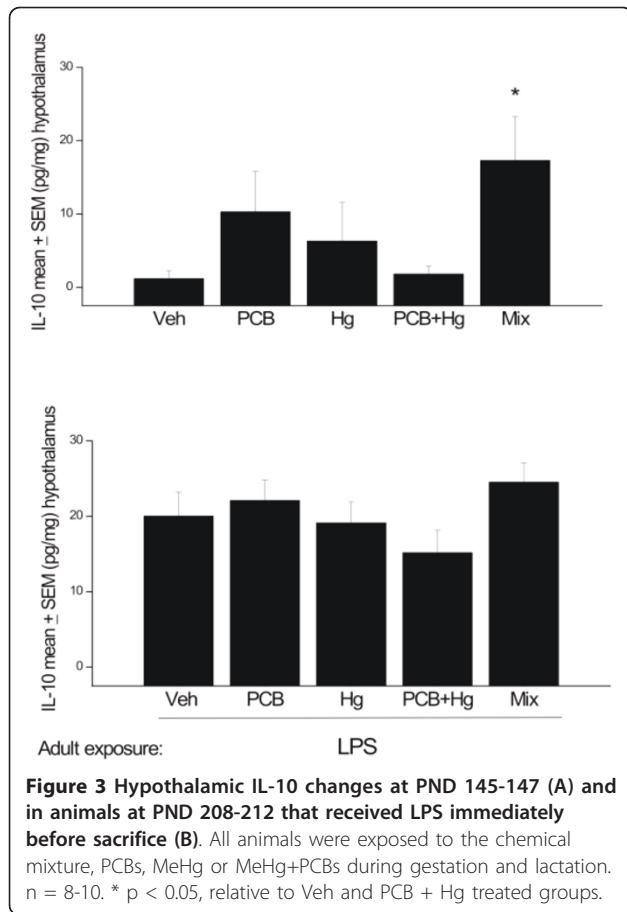 IL-10 mean ± SEM (pg/mg) hypothalamus
30
20
10
0
*
Veh PCB Hg PCB+Hg Mix
IL-10 mean ± SEM (pg/mg) hypothalamus
30
20
10
0
Veh PCB Hg PCB+Hg Mix
Adult exposure: LPS
Figure 3 Hypothalamic IL-10 changes at PND 145-147 (A) and
in animals at PND 208-212 that received LPS immediately
before sacrifice (B). All animals were exposed to the chemical
mixture, PCBs, MeHg or MeHg+PCBs during gestation and lactation.
n = 8-10. * p < 0.05, relative to Veh and PCB + Hg treated groups.